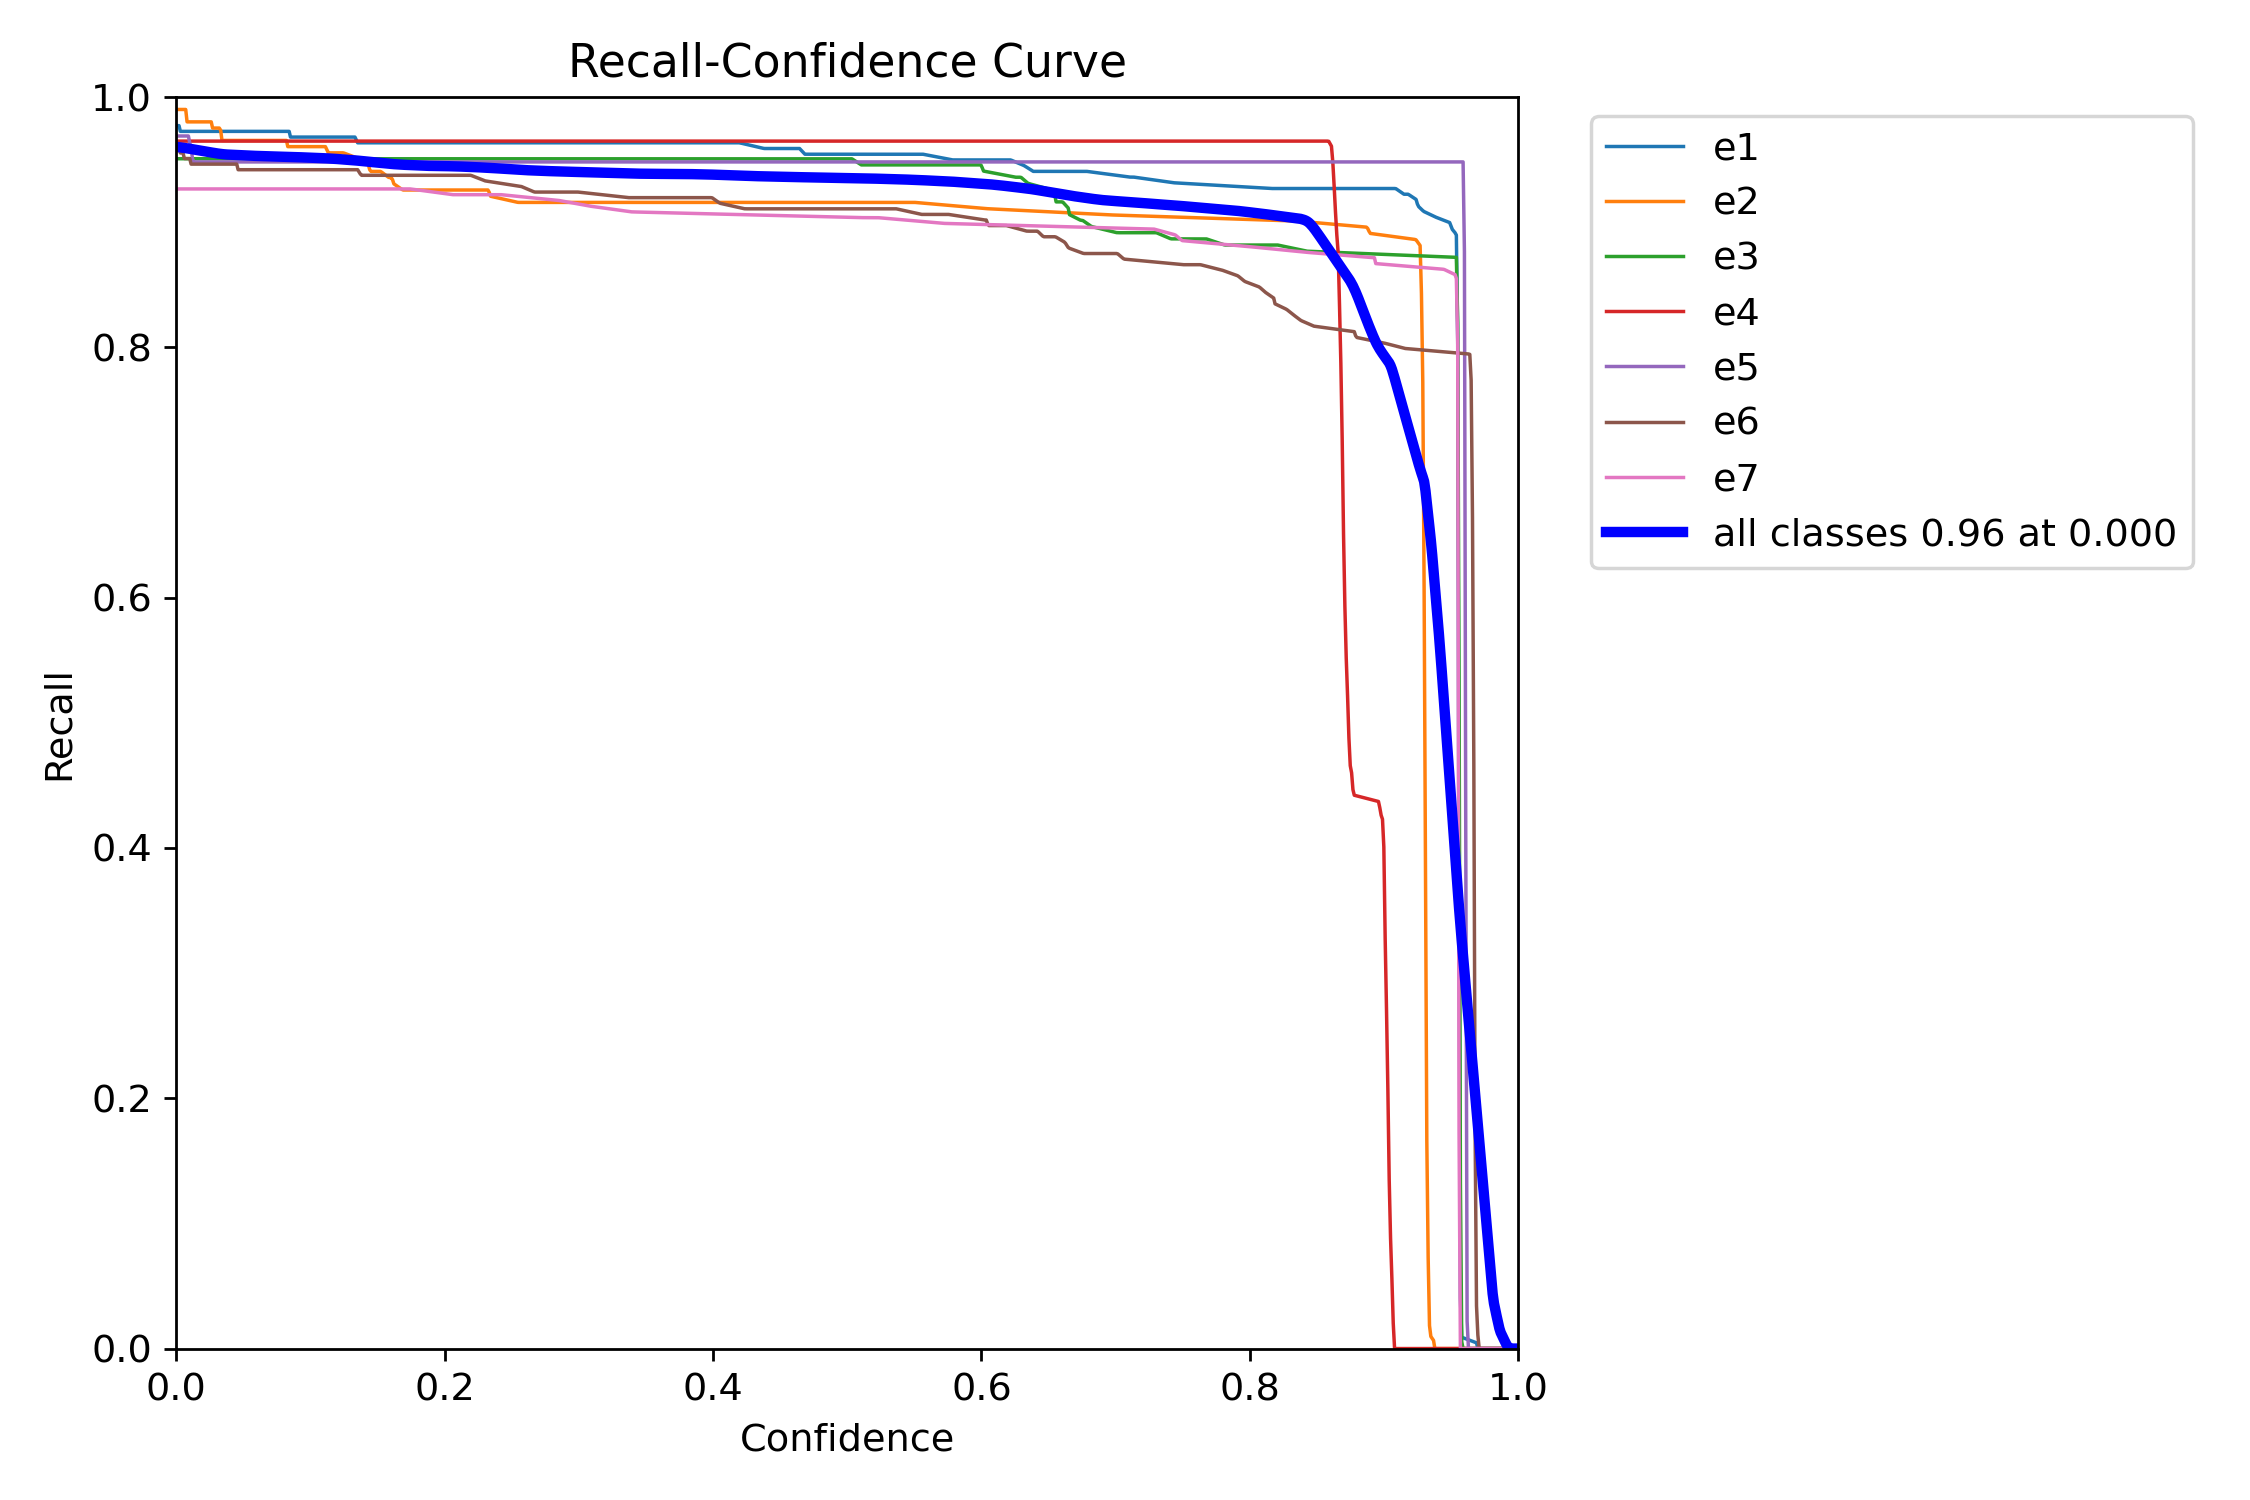 Recall-Confidence Curve
1.0
0.8
0.6
0.4
0.2
0.0
Recall
0.0 0.2 0.4 0.6 0.8 1.0
Confidence
e1
e2
e3
e4
e5
e6
e7
all classes 0.96 at 0.000